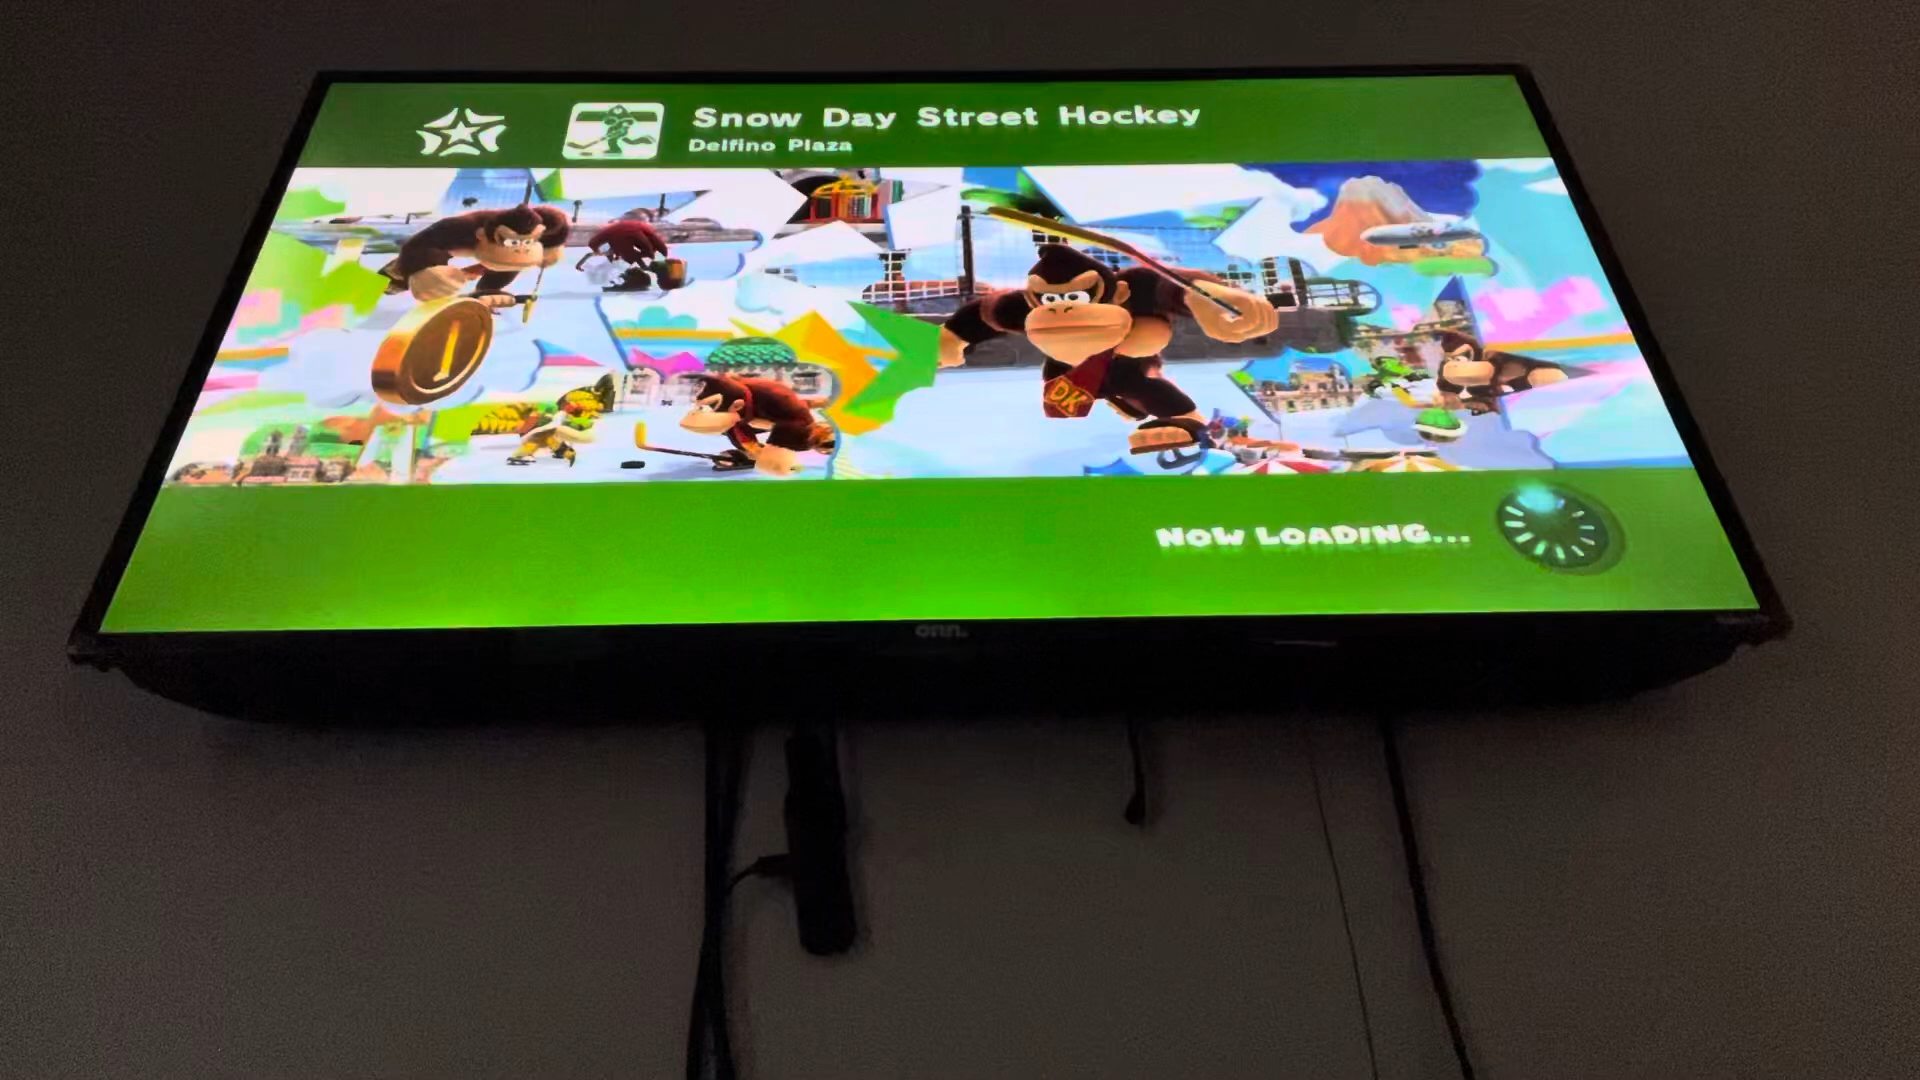 Snow Day Street Hockey
Delfino Plaza
DK
NOW LOADING...
onn.